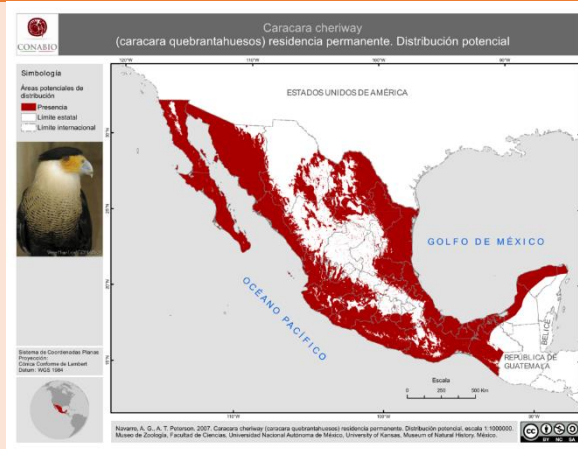 CONABIO
Caracara cheriway
(caracara quebrantahuesos) residencia permanente. Distribución potencial
Simbología
Áreas potenciales de
distribución
Presencia
Límite estatal
Límite internacional
ESTADOS UNIDOS DE AMÉRICA
GOLFO DE MÉXICO
OCÉANO PACÍFICO
BELICE
REPÚBLICA DE
GUATEMALA
Escala
0 250 500 Km
Sistema de Coordenadas Planas
Proyección:
Cónica Conforme de Lambert
Datum: WGS 1984
Navarro, A. G., A. T. Peterson. 2007. Caracara cheriway (caracara quebrantahuesos) residencia permanente. Distribución potencial, escala 1:1000000.
Museo de Zoología, Facultad de Ciencias, Universidad Nacional Autónoma de México, University of Kansas, Museum of Natural History. México.
cc BY NC SA